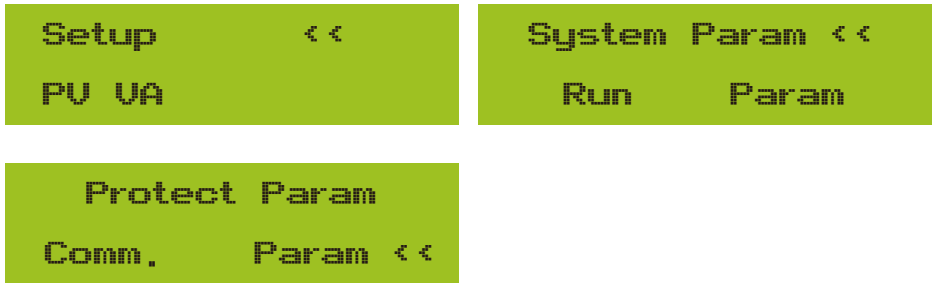 Setup <<
PV VA
System Param <<
Run Param
Protect Param
Comm. Param <<